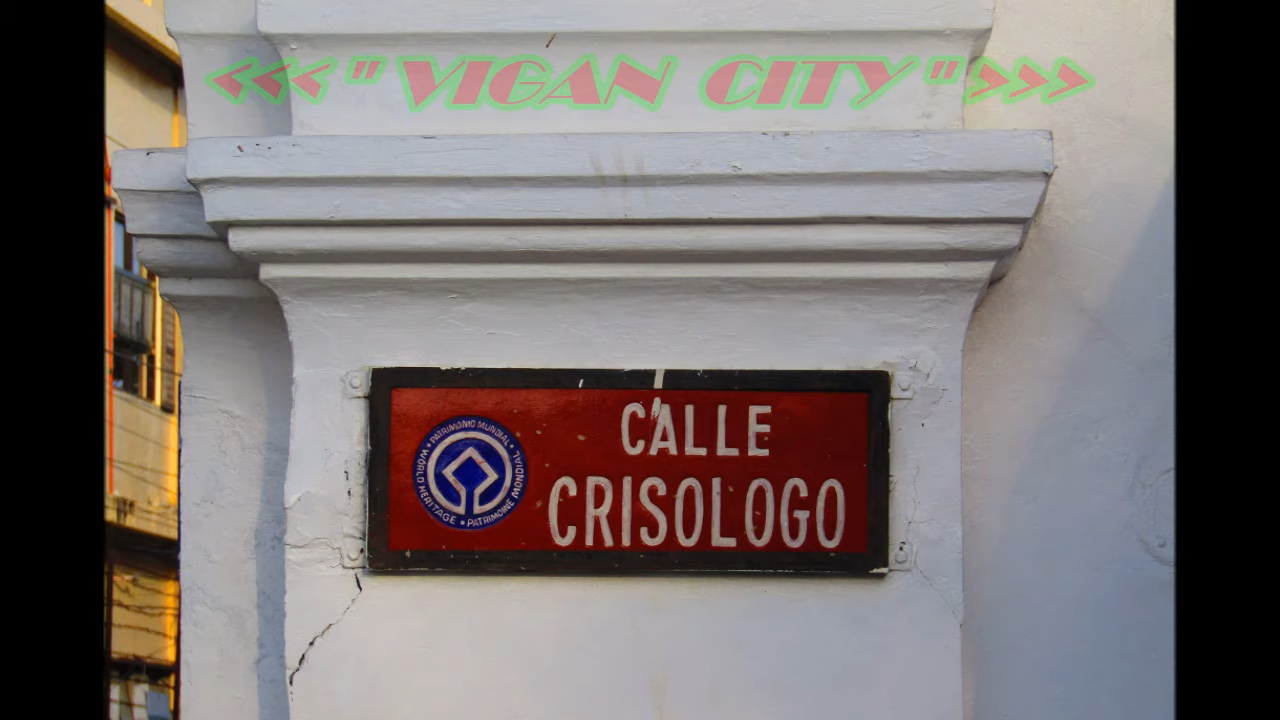 <<< " VIGAN CITY " >>>
CALLE
CRISOLOGO
• PATRIMONIO MUNDIAL •
WORLD HERITAGE • PATRIMOINE MONDIAL